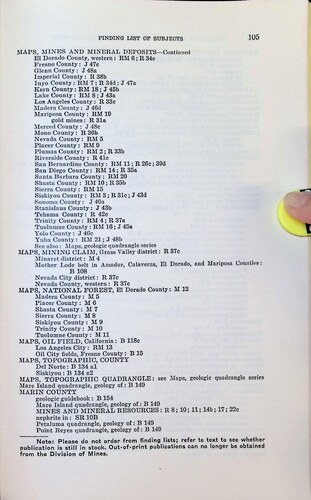 FINDING LIST OF SUBJECTS 105
MAPS, MINES AND MINERAL DEPOSITS—Continued
El Dorado County, western : RM 6 ; R 34c
Fresno County : J 47c
Glenn County : J 48a
Imperial County : R 38b
Inyo County : RM 7 ; R 34d ; J 47a
Kern County : RM 18 ; J 45b
Lake County : RM 8 ; J 43a
Los Angeles County : R 33c
Madera County : J 46d
Mariposa County : RM 19
gold mines : R 31a
Merced County : J 48c
Mono County : R 36b
Nevada County : RM 5
Placer County : RM 9
Plumas County : RM 2 ; R 33b
Riverside County : R 41c
San Bernardino County : RM 11 ; R 26c ; 39d
San Diego County : RM 14 ; R 35a
Santa Barbara County : RM 20
Shasta County : RM 10 ; R 35b
Sierra County : RM 15
Siskiyou County : RM 3 ; R 31c ; J 43d
Sonoma County : J 46a
Stanislaus County : J 43b
Tehama County : R 42c
Trinity County : RM 4 ; R 37a
Tuolumne County : RM 16 ; J 45a
Yolo County : J 46c
Yuba County : RM 21 ; J 48b
See also : Maps, geologic quadrangle series
MAPS, MINING CLAIM, Grass Valley district : R 37c
Minaret district : M 4
Mother Lode belt in Amador, Calaveras, El Dorado, and Mariposa Counties :
B 108
Nevada City district : R 37c
Nevada County, western : R 37c
MAPS, NATIONAL FOREST, El Dorado County : M 12
Madera County : M 5
Placer County : M 6
Shasta County : M 7
Sierra County : M 8
Siskiyou County : M 9
Trinity County : M 10
Tuolumne County : M 11
MAPS, OIL FIELD, California : B 118c
Los Angeles City : RM 13
Oil City fields, Fresno County : B 15
MAPS, TOPOGRAPHIC, COUNTY
Del Norte : B 134 a1
Siskiyou : B 134 a2
MAPS, TOPOGRAPHIC QUADRANGLE : see Maps, geologic quadrangle series
Mare Island quadrangle, geology of : B 149
MARIN COUNTY
geologic guidebook : B 154
Mare Island quadrangle, geology of : B 149
MINES AND MINERAL RESOURCES : R 8 ; 10 ; 11 ; 14b ; 17 ; 22c
nephrite in : SR 10B
Petaluma quadrangle, geology of : B 149
Point Reyes quadrangle, geology of : B 149
Note: Please do not order from finding lists; refer to text to see whether
publication is still in stock. Out-of-print publications can no longer be obtained
from the Division of Mines.